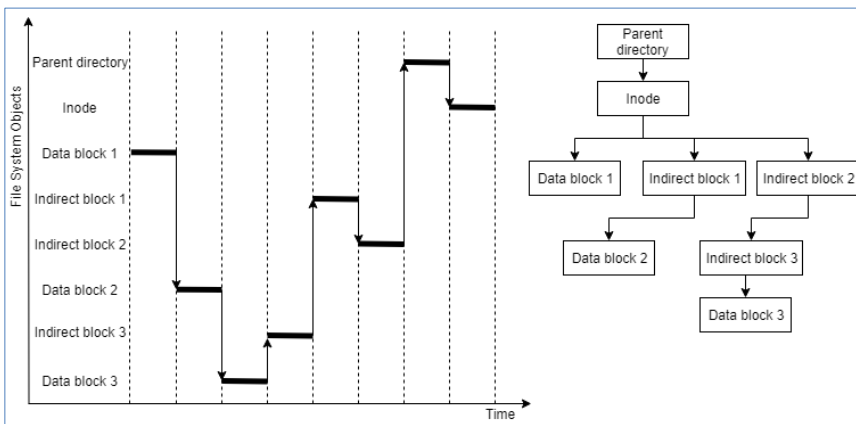 File System Objects
Parent directory
Inode
Data block 1
Indirect block 1
Indirect block 2
Data block 2
Indirect block 3
Data block 3
Time
Parent
directory
Inode
Data block 1
Indirect block 1
Indirect block 2
Data block 2
Indirect block 3
Data block 3